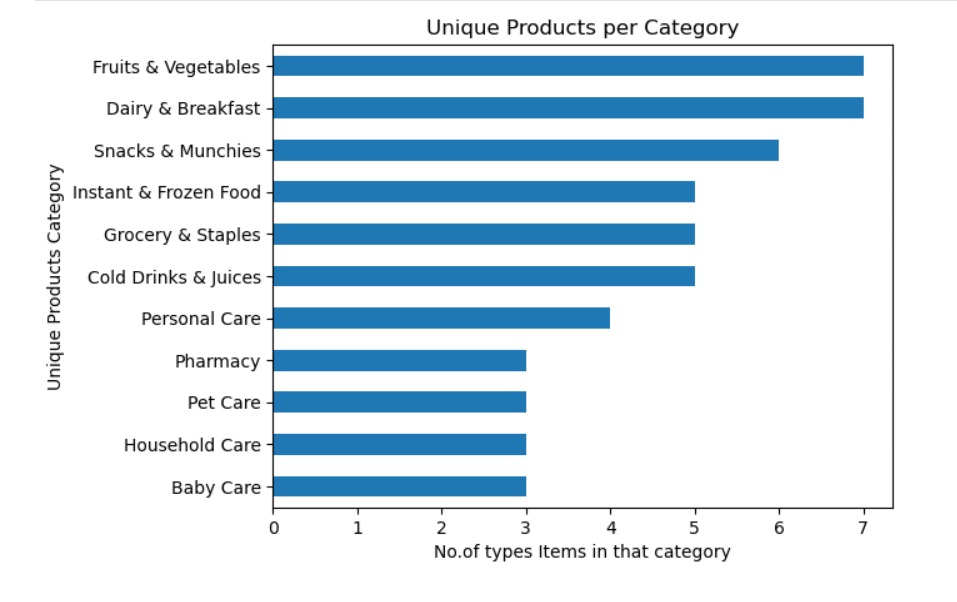 Unique Products per Category
Unique Products Category
Fruits & Vegetables
Dairy & Breakfast
Snacks & Munchies
Instant & Frozen Food
Grocery & Staples
Cold Drinks & Juices
Personal Care
Pharmacy
Pet Care
Household Care
Baby Care
0 1 2 3 4 5 6 7
No.of types Items in that category